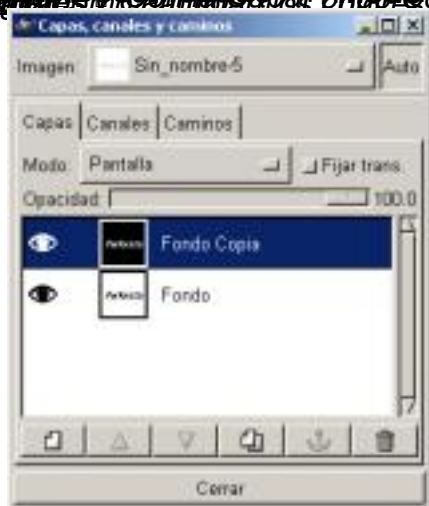 Capas, canales y caminos
Imagen: Sin_nombre-5 Auto
Capas Canales Caminos
Modo: Pantalla Fijar trans.
Opacidad: 100.0
Fondo Copia
Fondo
Cerrar